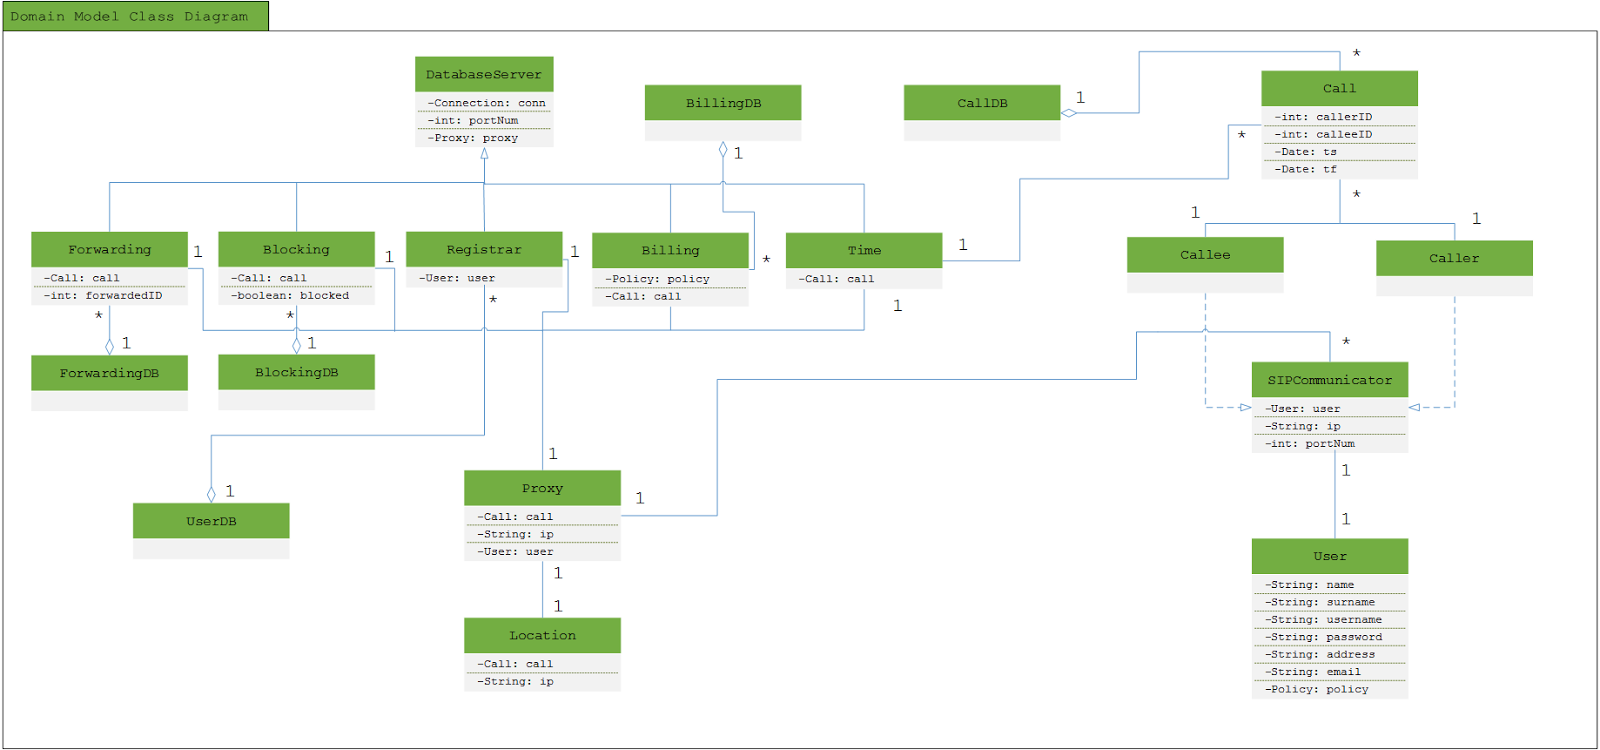 Domain Model Class Diagram
DatabaseServer
-Connection: conn
-int: portNum
-Proxy: proxy
BillingDB
1
CallDB
1
*
Call
-int: callerID
-int: calleeID
-Date: ts
-Date: tf
*
*
Forwarding
-Call: call
-int: forwardedID
1
*
1
ForwardingDB
Blocking
-Call: call
-boolean: blocked
1
*
1
BlockingDB
Registrar
-User: user
1
*
Billing
-Policy: policy
-Call: call
*
Time
-Call: call
1
1
1
Callee
1
Caller
*
SIPCommunicator
-User: user
-String: ip
-int: portNum
1
1
1
UserDB
1
Proxy
-Call: call
-String: ip
-User: user
1
1
1
Location
-Call: call
-String: ip
User
-String: name
-String: surname
-String: username
-String: password
-String: address
-String: email
-Policy: policy